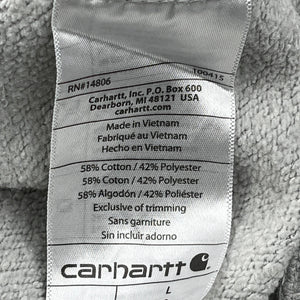 RN#14806
100415
Carhartt, Inc. P.O. Box 600
Dearborn, MI 48121 USA
carhartt.com
Made in Vietnam
Fabriqué au Vietnam
Hecho en Vietnam
58% Cotton / 42% Polyester
58% Coton / 42% Polyester
58% Algodón / 42% Poliéster
Exclusive of trimming
Sans garniture
Sin incluir adorno
carhartt
L